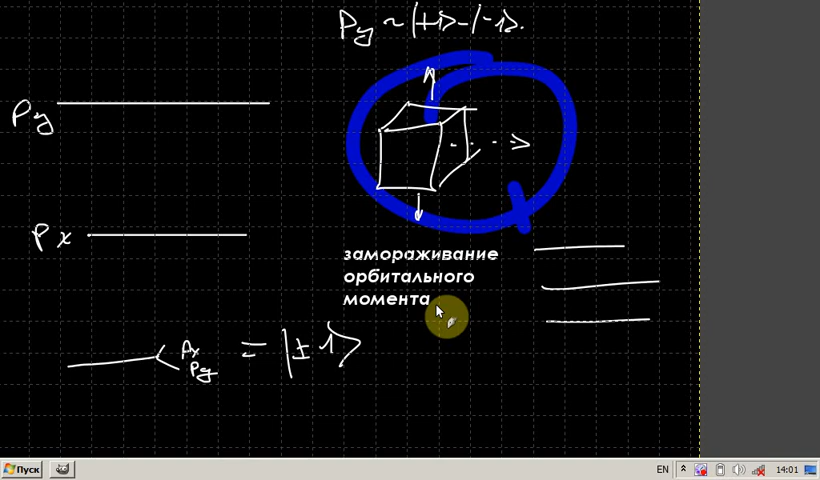 Py ~ |+1> - |-1>.
Py
Px
замораживание
орбитального
момента
Px
Py
= |± 1>
Пуск
EN
14:01